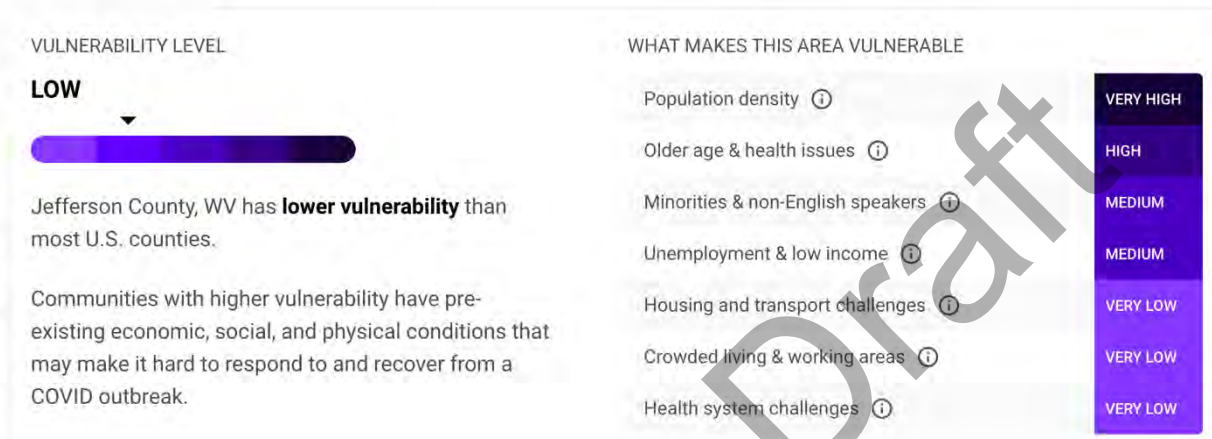 VULNERABILITY LEVEL
LOW
Jefferson County, WV has lower vulnerability than
most U.S. counties.
Communities with higher vulnerability have pre-
existing economic, social, and physical conditions that
may make it hard to respond to and recover from a
COVID outbreak.
WHAT MAKES THIS AREA VULNERABLE
Population density VERY HIGH
Older age & health issues HIGH
Minorities & non-English speakers MEDIUM
Unemployment & low income MEDIUM
Housing and transport challenges VERY LOW
Crowded living & working areas VERY LOW
Health system challenges VERY LOW
Draft